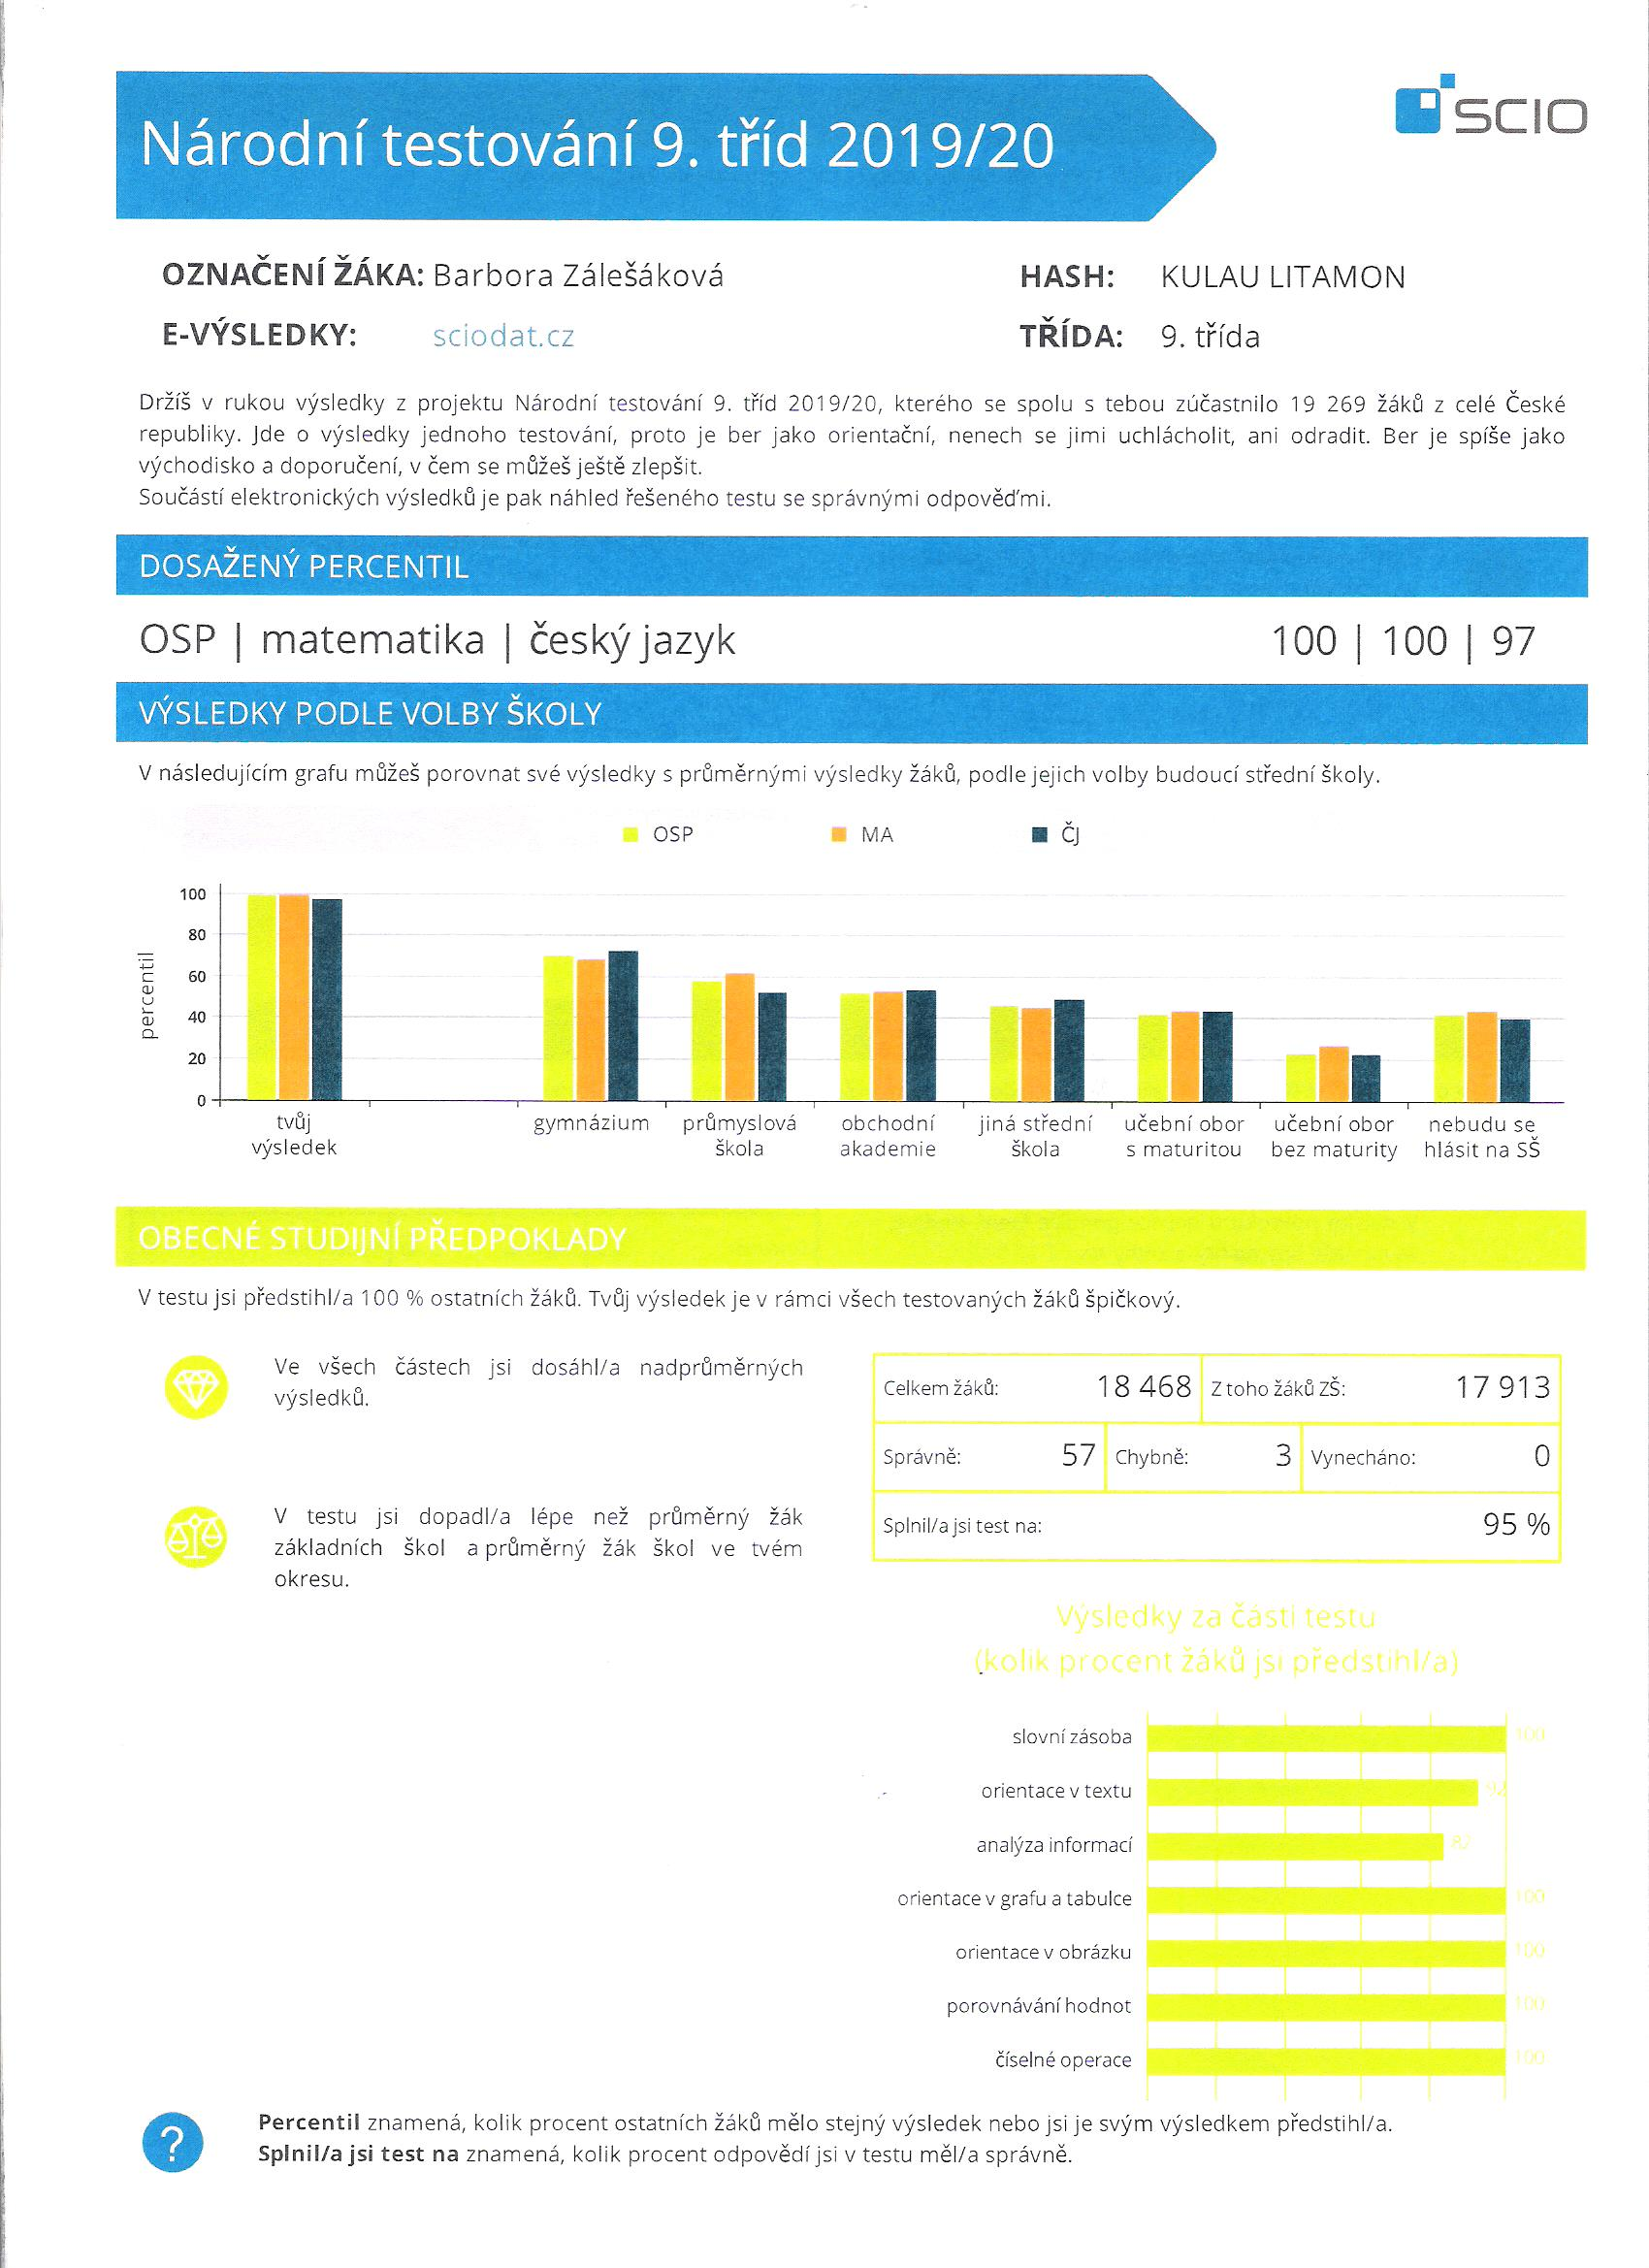 Národní testování 9. tříd 2019/20
SCIO
OZNAČENÍ ŽÁKA: Barbora Zálešáková
HASH: KULAU LITAMON
E-VÝSLEDKY: sciodat.cz
TŘÍDA: 9. třída
Držíš v rukou výsledky z projektu Národní testování 9. tříd 2019/20, kterého se spolu s tebou zúčastnilo 19 269 žáků z celé České
republiky. Jde o výsledky jednoho testování, proto je ber jako orientační, nenech se jimi uchlácholit, ani odradit. Ber je spíše jako
východisko a doporučení, v čem se můžeš ještě zlepšit.
Součástí elektronických výsledků je pak náhled řešeného testu se správnými odpověďmi.
DOSAŽENÝ PERCENTIL
OSP | matematika | český jazyk 100 | 100 | 97
VÝSLEDKY PODLE VOLBY ŠKOLY
V následujícím grafu můžeš porovnat své výsledky s průměrnými výsledky žáků, podle jejich volby budoucí střední školy.
OSP MA ČJ
percentil
100
80
60
40
20
0
tvůj
výsledek
gymnázium
průmyslová
škola
obchodní
akademie
jiná střední
škola
učební obor
s maturitou
učební obor
bez maturity
nebudu se
hlásit na SŠ
OBECNÉ STUDIJNÍ PŘEDPOKLADY
V testu jsi předstihl/a 100 % ostatních žáků. Tvůj výsledek je v rámci všech testovaných žáků špičkový.
Ve všech částech jsi dosáhl/a nadprůměrných
výsledků.
V testu jsi dopadl/a lépe než průměrný žák
základních škol a průměrný žák škol ve tvém
okresu.
Celkem žáků: 18 468 Z toho žáků ZŠ: 17 913
Správně: 57 Chybně: 3 Vynecháno: 0
Splnil/a jsi test na: 95 %
Výsledky za části testu
(kolik procent žáků jsi předstihl/a)
slovní zásoba 100
orientace v textu
analýza informací 82
orientace v grafu a tabulce 100
orientace v obrázku 100
porovnávání hodnot 100
číselné operace 100
? Percentil znamená, kolik procent ostatních žáků mělo stejný výsledek nebo jsi je svým výsledkem předstihl/a.
Splnil/a jsi test na znamená, kolik procent odpovědí jsi v testu měl/a správně.